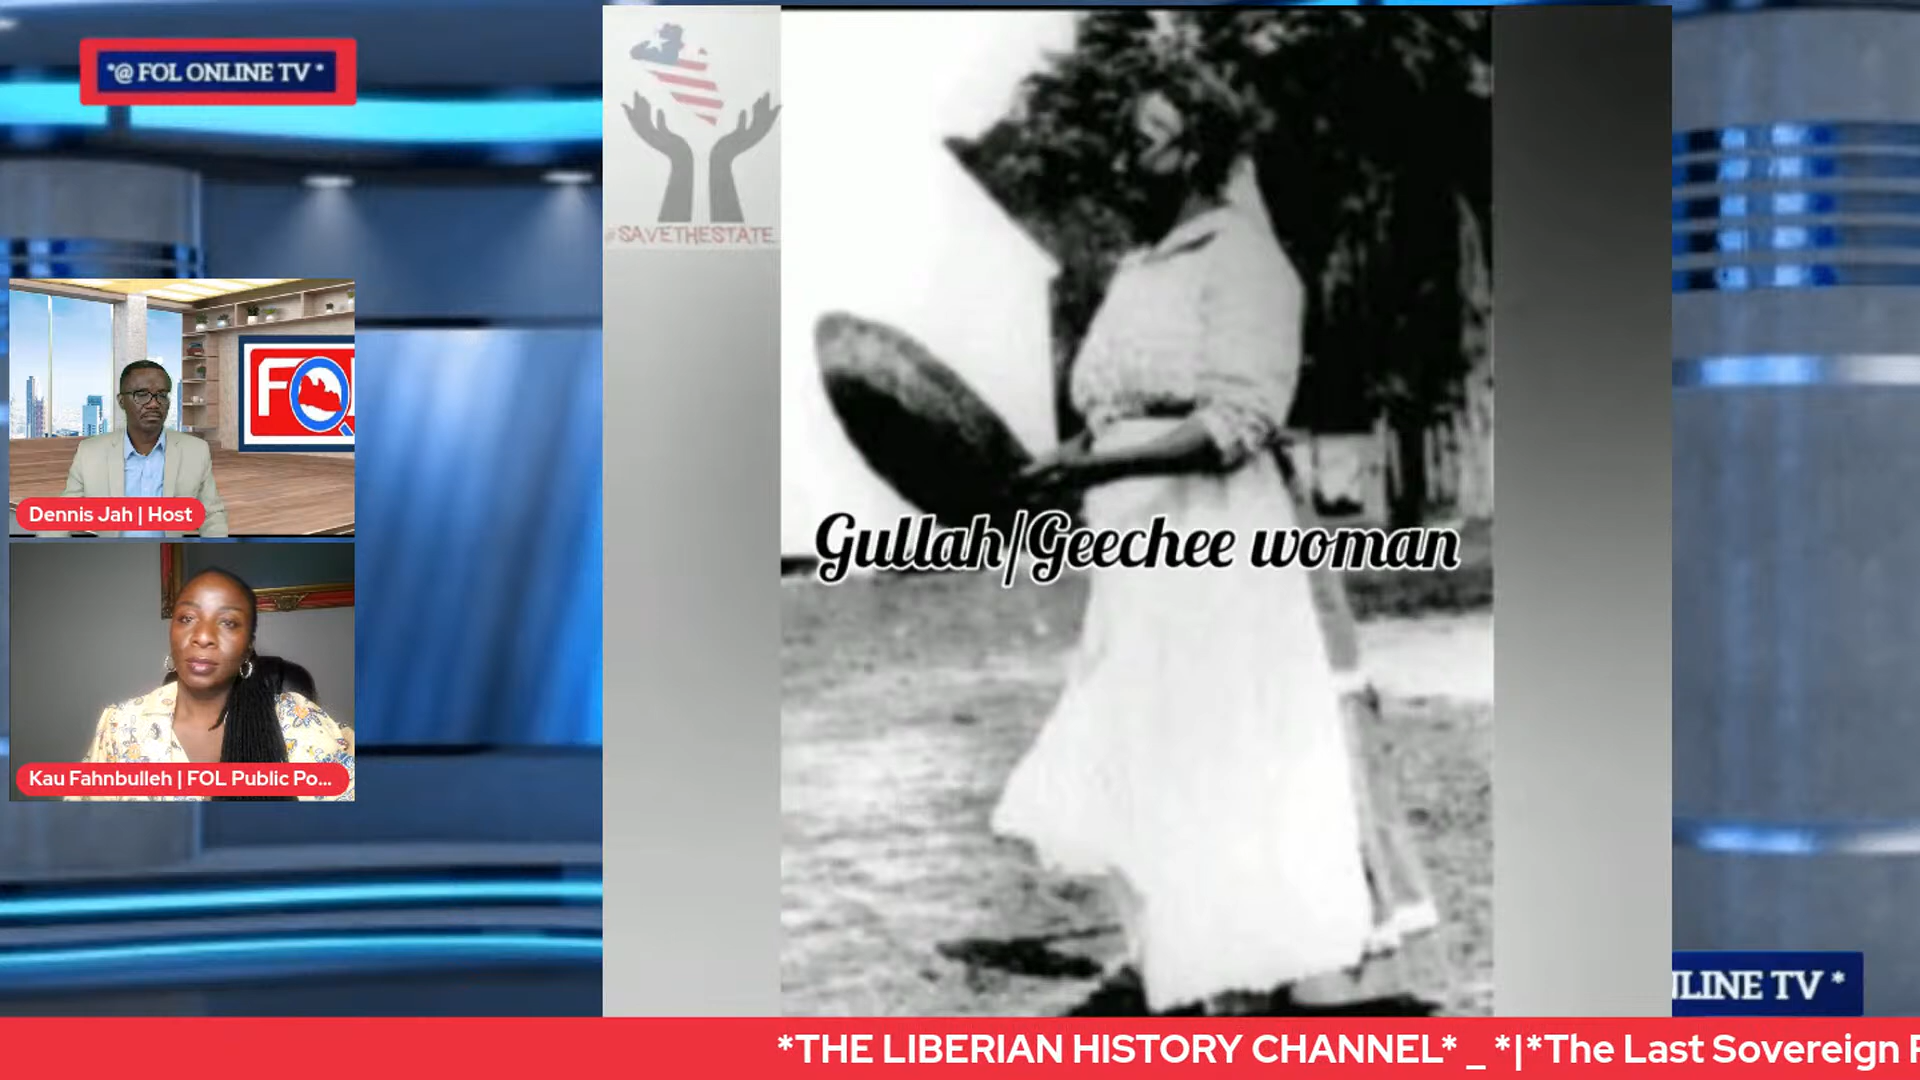 *@ FOL ONLINE TV *
#SAVETHESTATE
FOL
Dennis Jah | Host
Gullah/Geechee woman
Kau Fahnbulleh | FOL Public Po...
LINE TV *
*THE LIBERIAN HISTORY CHANNEL* _ *|*The Last Sovereign